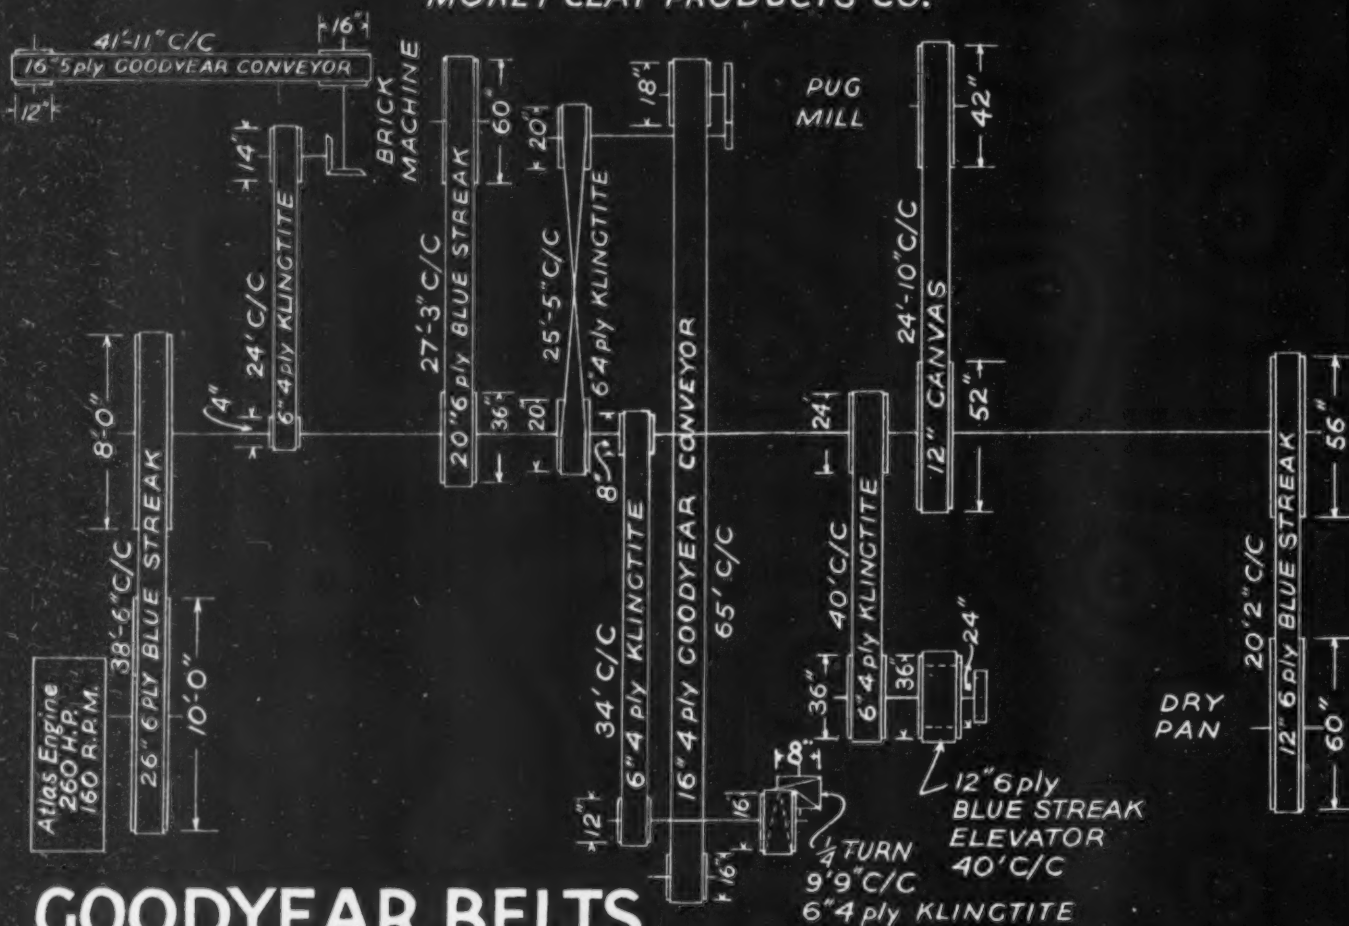 MOREY CLAY PRODUCTS CO.
41'-11" C/C
16"
16" 5 ply GOODYEAR CONVEYOR
12"
BRICK
MACHINE
14"
24' C/C
6" 4 ply KLINGTITE
4"
8'-0"
38'-6" C/C
26" 6 PLY BLUE STREAK
10'-0"
Atlas Engine
260 H.P.
160 R.P.M.
60"
27'-3" C/C
20" 6 ply BLUE STREAK
36"
20"
25'-5" C/C
6" 4 ply KLINGTITE
20"
18"
8"
34' C/C
6" 4 ply KLINGTITE
12"
16" 4 ply GOODYEAR CONVEYOR
65' C/C
16"
PUG
MILL
42"
24'-10" C/C
12" CANVAS
52"
24"
40' C/C
6" 4 ply KLINGTITE
36"
36"
24"
8"
16"
1/4 TURN
9'9" C/C
6" 4 ply KLINGTITE
12" 6 ply
BLUE STREAK
ELEVATOR
40' C/C
DRY
PAN
56"
20' 2" C/C
12" 6 ply BLUE STREAK
60"
GOODYEAR BELTS